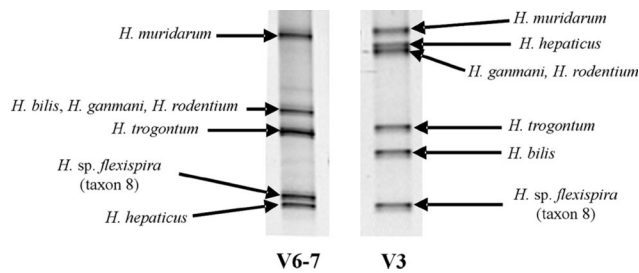 H. muridarum
H. bilis, H. ganmani, H. rodentium
H. trogontum
H. sp. flexispira
(taxon 8)
H. hepaticus
V6-7
H. muridarum
H. hepaticus
H. ganmani, H. rodentium
H. trogontum
H. bilis
H. sp. flexispira
(taxon 8)
V3